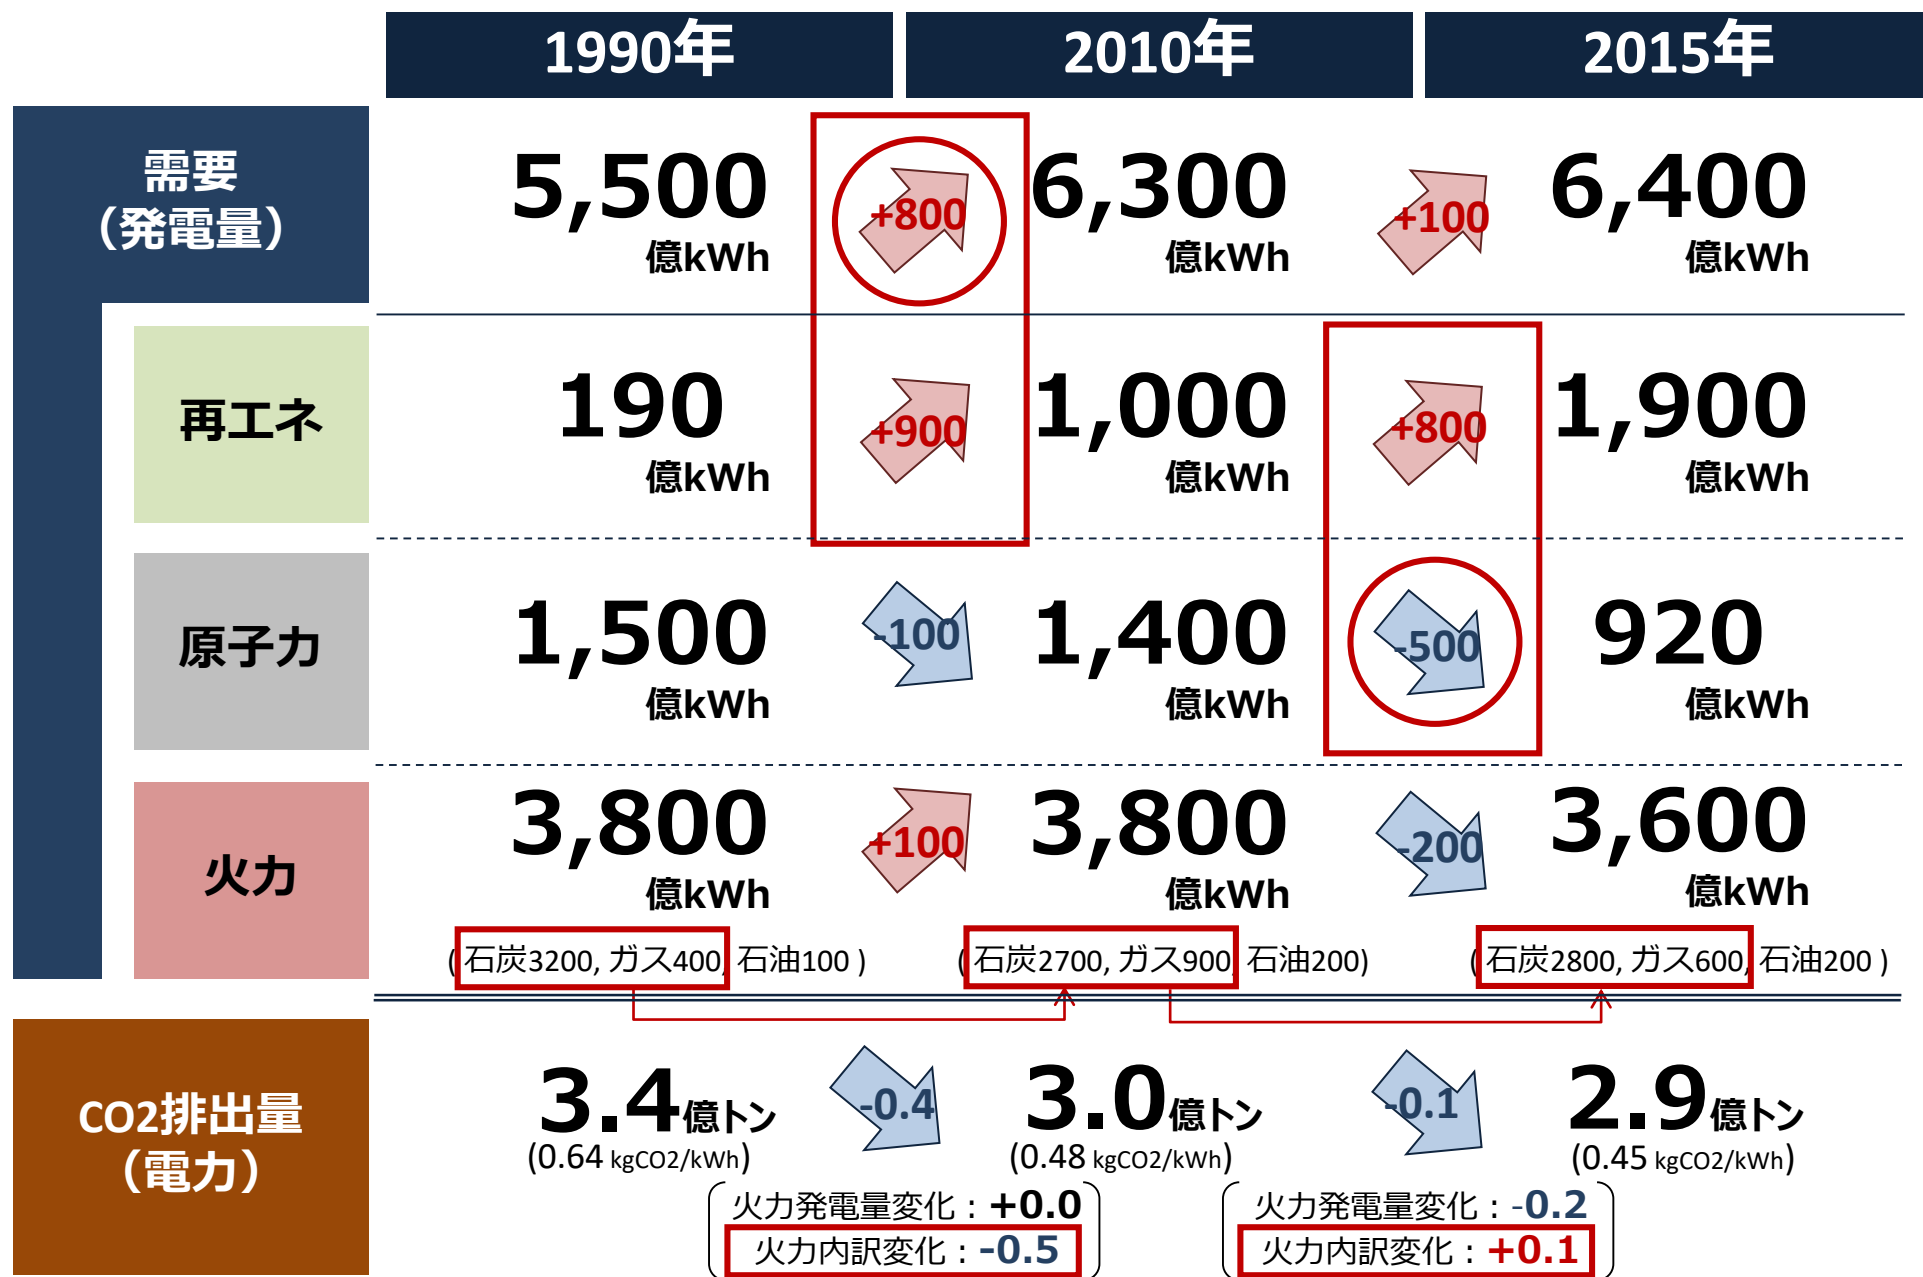 1990年
2010年
2015年
需要
（発電量）
5,500
億kWh
+800
6,300
億kWh
+100
6,400
億kWh
再エネ
190
億kWh
+900
1,000
億kWh
+800
1,900
億kWh
原子力
1,500
億kWh
-100
1,400
億kWh
-500
920
億kWh
火力
3,800
億kWh
+100
3,800
億kWh
-200
3,600
億kWh
( 石炭3200, ガス400, 石油100 )
( 石炭2700, ガス900, 石油200)
( 石炭2800, ガス600, 石油200 )
CO2排出量
（電力）
3.4億トン
(0.64 kgCO2/kWh)
-0.4
3.0億トン
(0.48 kgCO2/kWh)
-0.1
2.9億トン
(0.45 kgCO2/kWh)
火力発電量変化：+0.0
火力内訳変化：-0.5
火力発電量変化：-0.2
火力内訳変化：+0.1